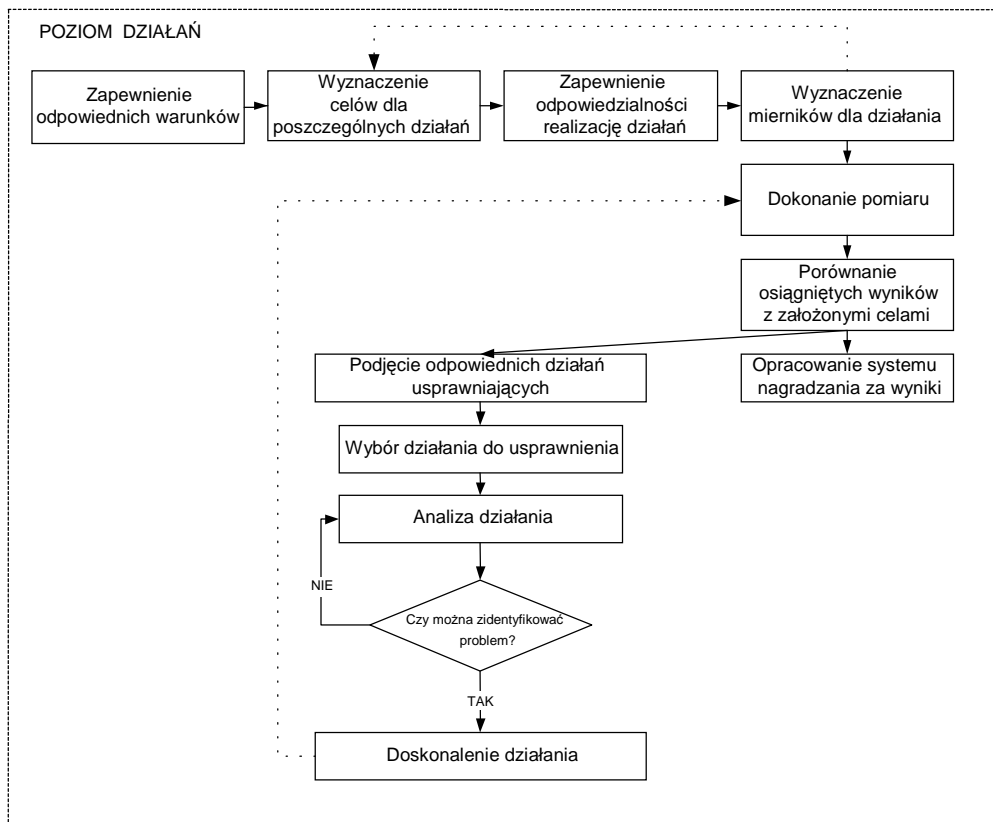 POZIOM DZIAŁAŃ
Zapewnienie
odpowiednich warunków
Wyznaczenie
celów dla
poszczególnych działań
Zapewnienie
odpowiedzialności
realizację działań
Wyznaczenie
mierników dla działania
Dokonanie pomiaru
Porównanie
osiągniętych wyników
z założonymi celami
Podjęcie odpowiednich działań
usprawniających
Opracowanie systemu
nagradzania za wyniki
Wybór działania do usprawnienia
Analiza działania
NIE
Czy można zidentyfikować
problem?
TAK
Doskonalenie działania